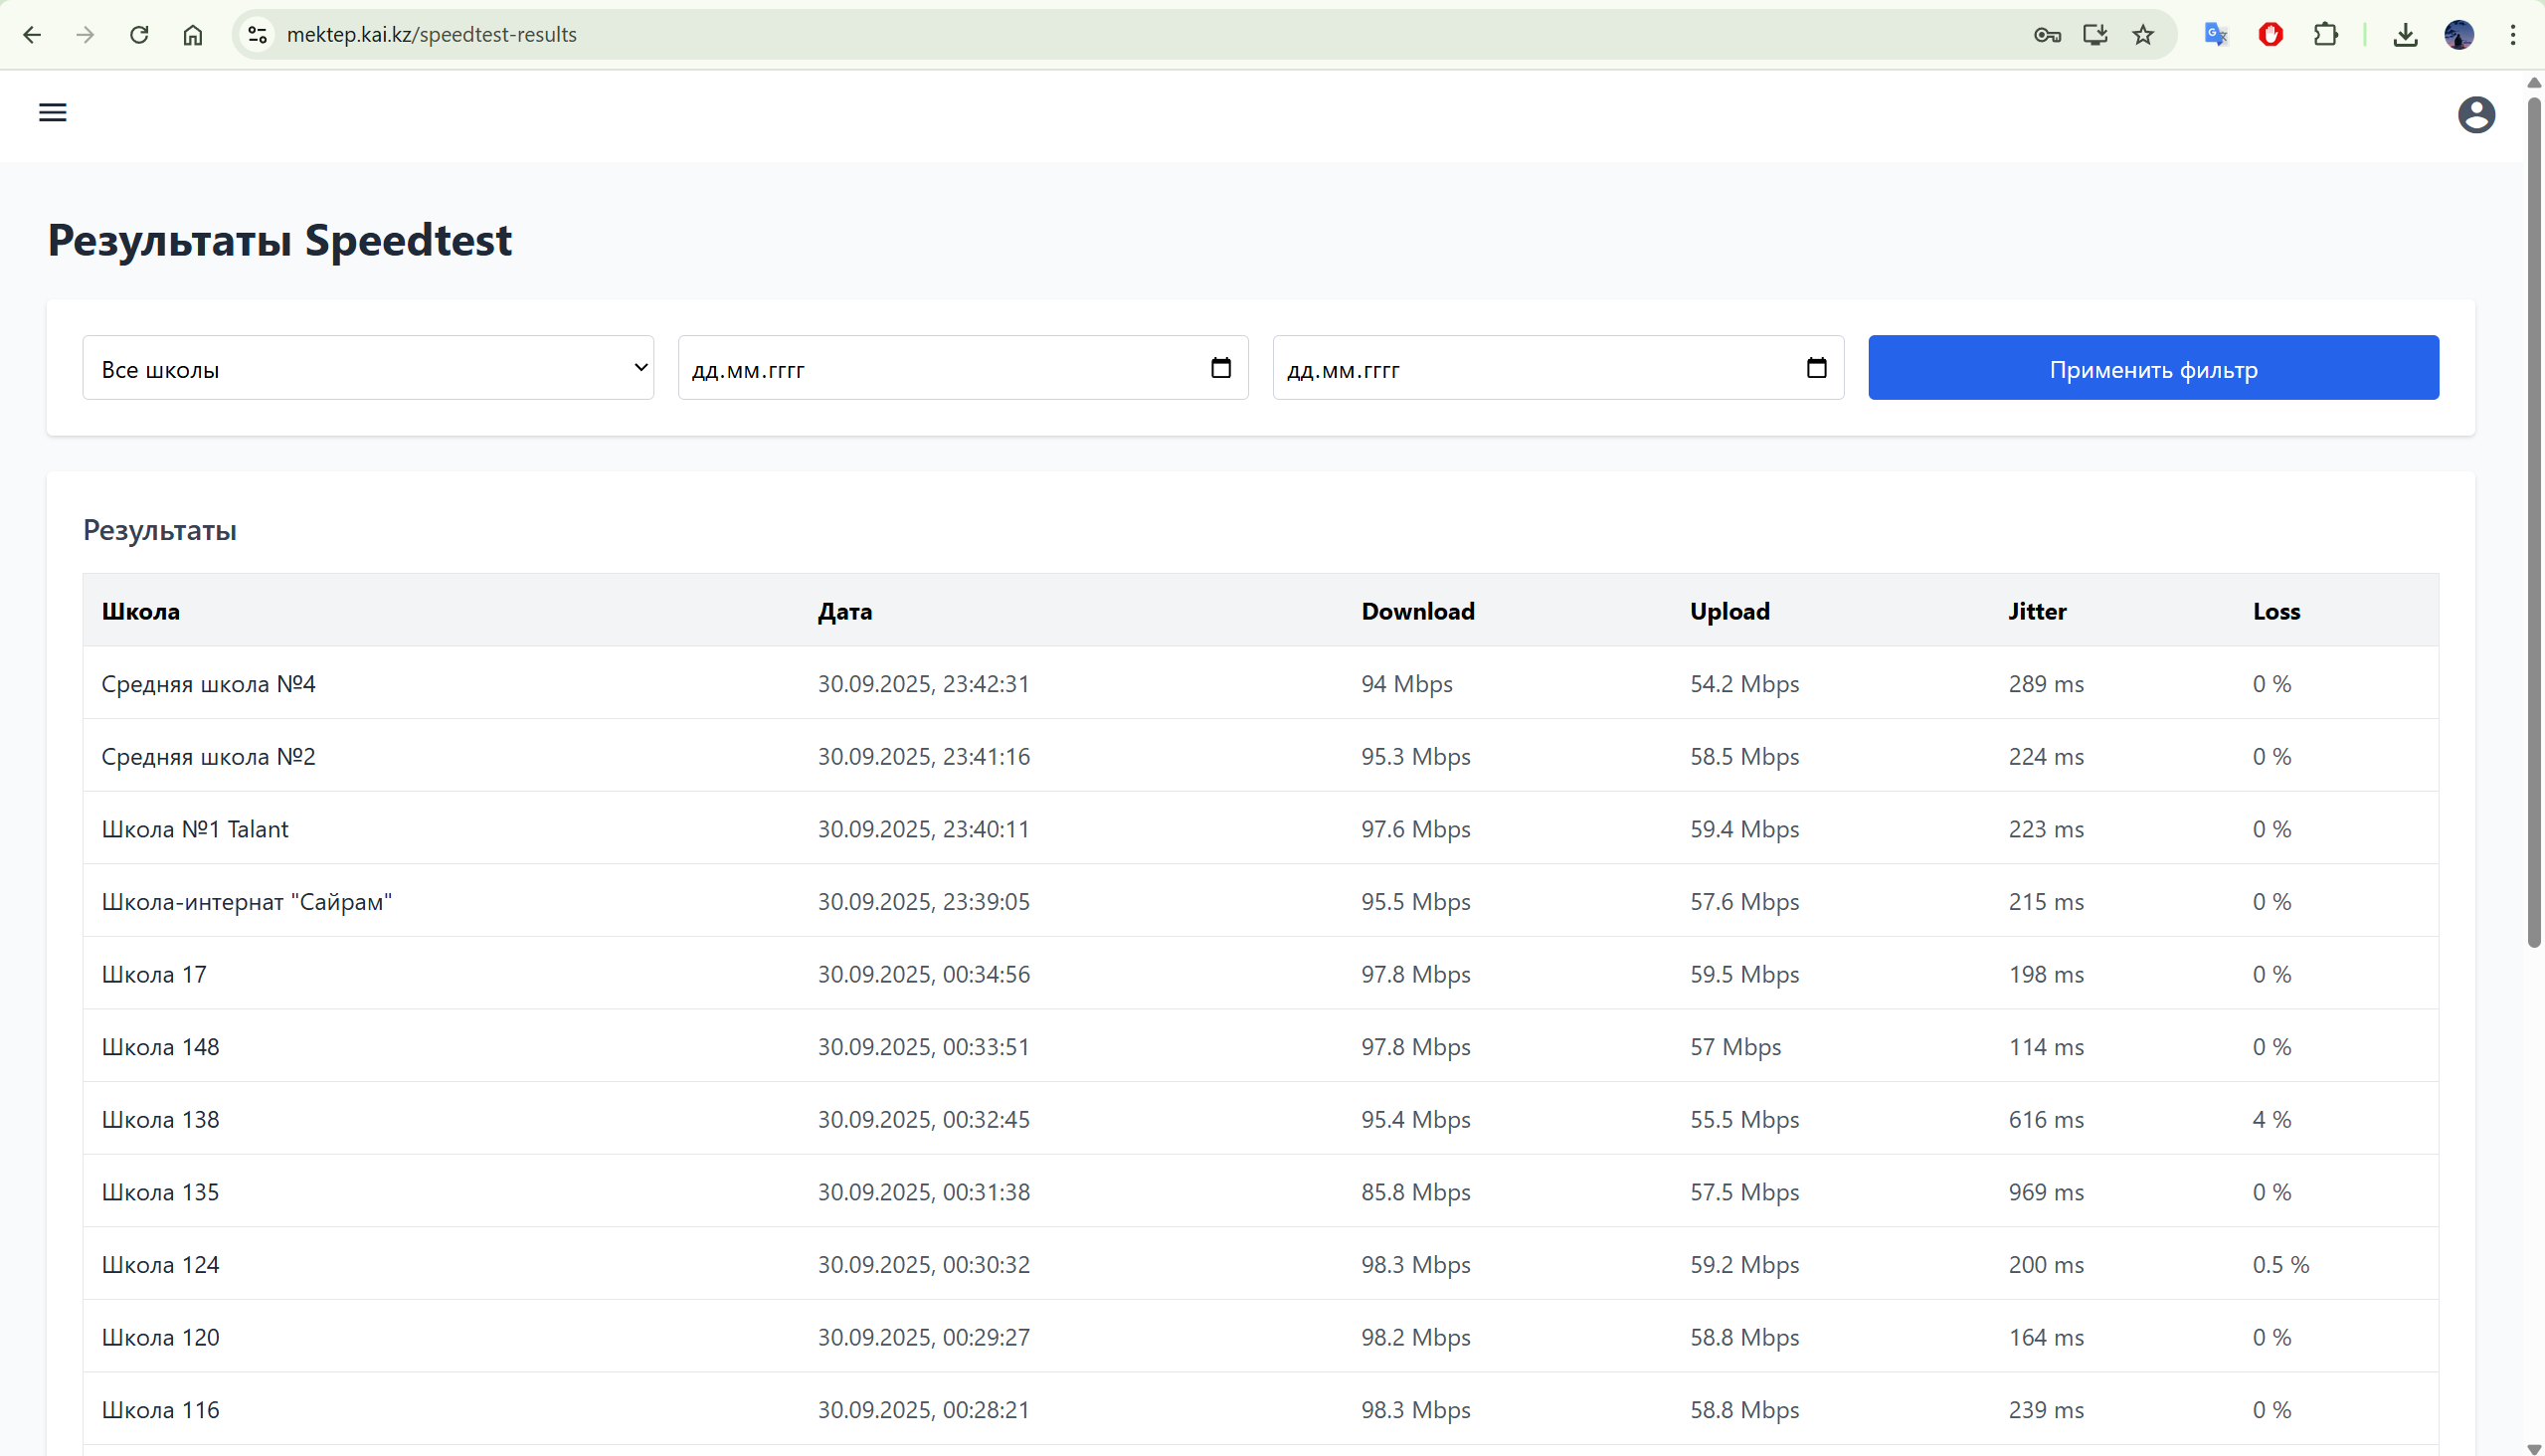 mektep.kai.kz/speedtest-results
Результаты Speedtest
Все школы дд.мм.гггг дд.мм.гггг Применить фильтр
Результаты
Школа Дата Download Upload Jitter Loss
Средняя школа №4 30.09.2025, 23:42:31 94 Mbps 54.2 Mbps 289 ms 0 %
Средняя школа №2 30.09.2025, 23:41:16 95.3 Mbps 58.5 Mbps 224 ms 0 %
Школа №1 Talant 30.09.2025, 23:40:11 97.6 Mbps 59.4 Mbps 223 ms 0 %
Школа-интернат "Сайрам" 30.09.2025, 23:39:05 95.5 Mbps 57.6 Mbps 215 ms 0 %
Школа 17 30.09.2025, 00:34:56 97.8 Mbps 59.5 Mbps 198 ms 0 %
Школа 148 30.09.2025, 00:33:51 97.8 Mbps 57 Mbps 114 ms 0 %
Школа 138 30.09.2025, 00:32:45 95.4 Mbps 55.5 Mbps 616 ms 4 %
Школа 135 30.09.2025, 00:31:38 85.8 Mbps 57.5 Mbps 969 ms 0 %
Школа 124 30.09.2025, 00:30:32 98.3 Mbps 59.2 Mbps 200 ms 0.5 %
Школа 120 30.09.2025, 00:29:27 98.2 Mbps 58.8 Mbps 164 ms 0 %
Школа 116 30.09.2025, 00:28:21 98.3 Mbps 58.8 Mbps 239 ms 0 %